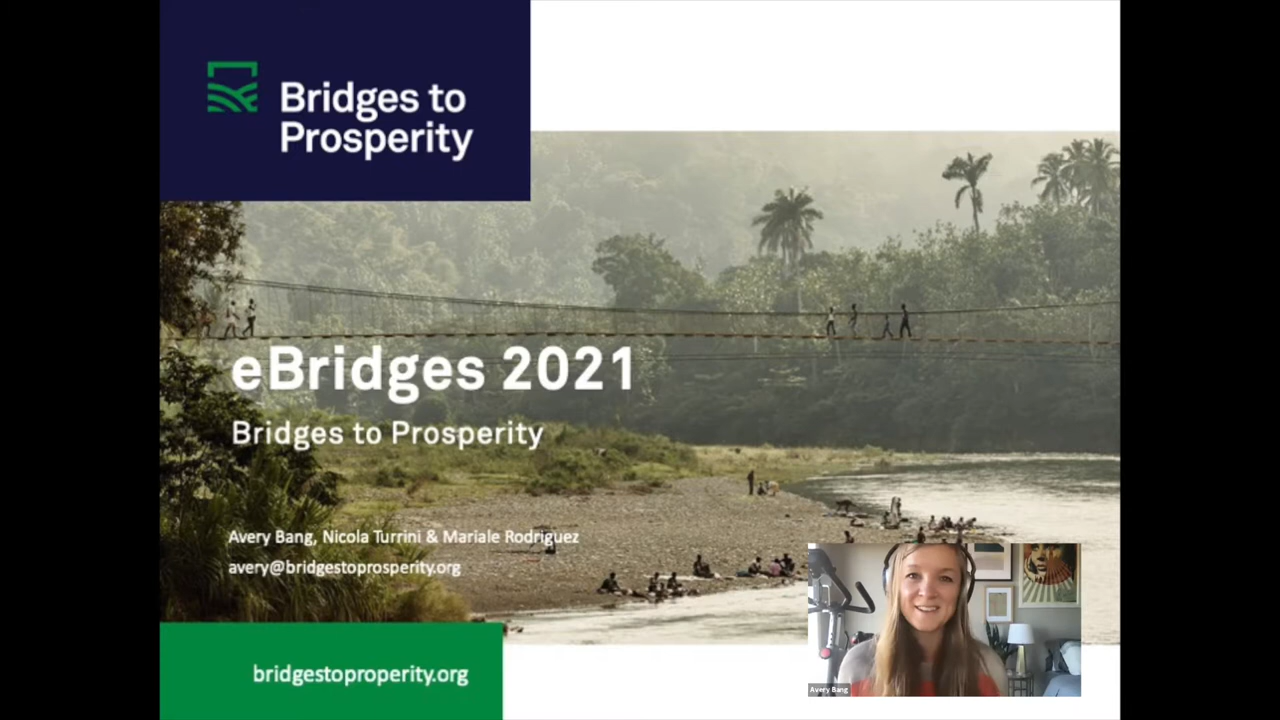 Bridges to
Prosperity
eBridges 2021
Bridges to Prosperity
Avery Bang, Nicola Turrini & Mariale Rodriguez
avery@bridgestoprosperity.org
bridgestoproperity.org
Avery Bang